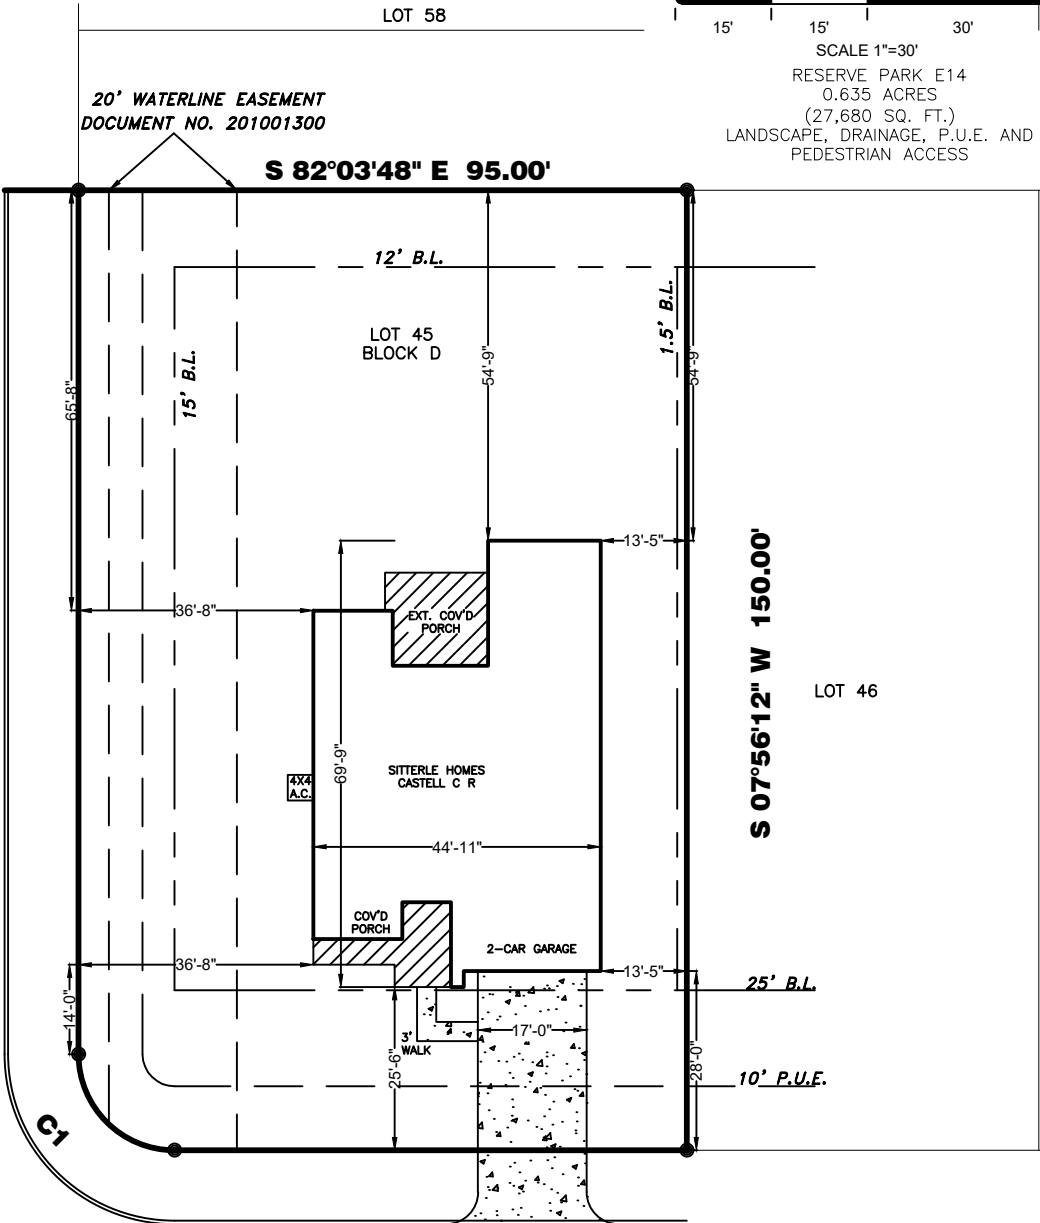 LOT 58
15' 15' 30'
SCALE 1"=30'
RESERVE PARK E14
0.635 ACRES
(27,680 SQ. FT.)
LANDSCAPE, DRAINAGE, P.U.E. AND
PEDESTRIAN ACCESS
20' WATERLINE EASEMENT
DOCUMENT NO. 201001300
S 82°03'48" E 95.00'
12' B.L.
1.5' B.L.
LOT 45
BLOCK D
54'-9"
54'-9"
65'-8"
15' B.L.
13'-5"
36'-8"
EXT. COV'D
PORCH
S 07°56'12" W 150.00'
LOT 46
69'-9"
SITTERLE HOMES
CASTELL C R
4X4
A.C.
44'-11"
COV'D
PORCH
2-CAR GARAGE
36'-8"
13'-5"
25' B.L.
14'-0"
17'-0"
3'
WALK
25'-6"
28'-0"
10' P.U.E.
C1